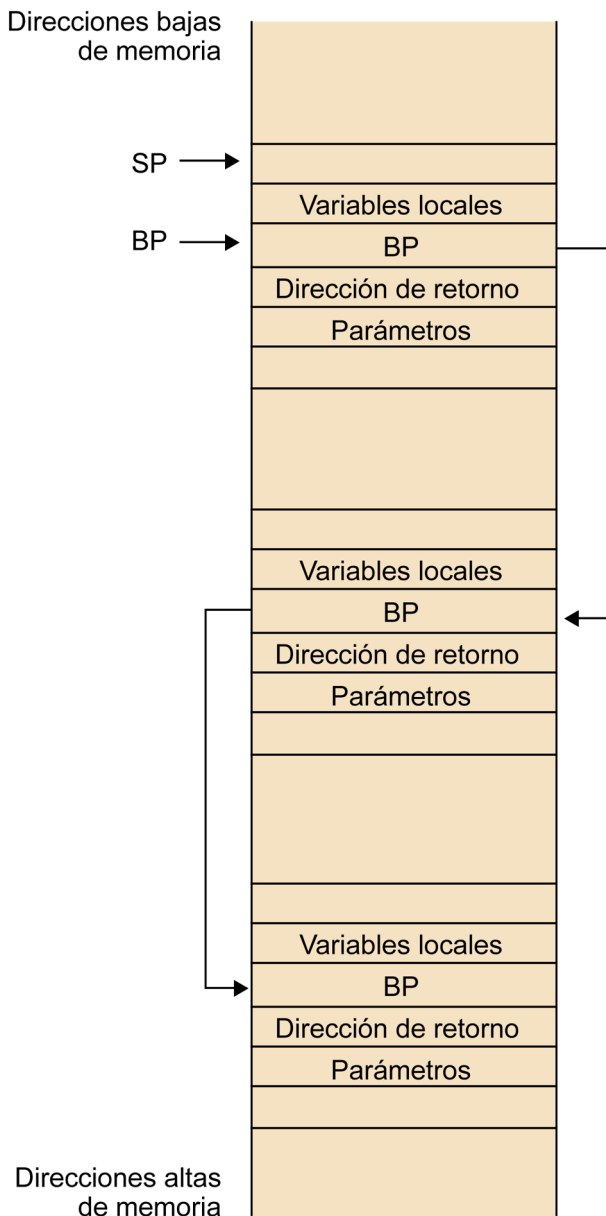 Direcciones bajas
de memoria
SP
Variables locales
BP
BP
Dirección de retorno
Parámetros
Variables locales
BP
Dirección de retorno
Parámetros
Variables locales
BP
Dirección de retorno
Parámetros
Direcciones altas
de memoria